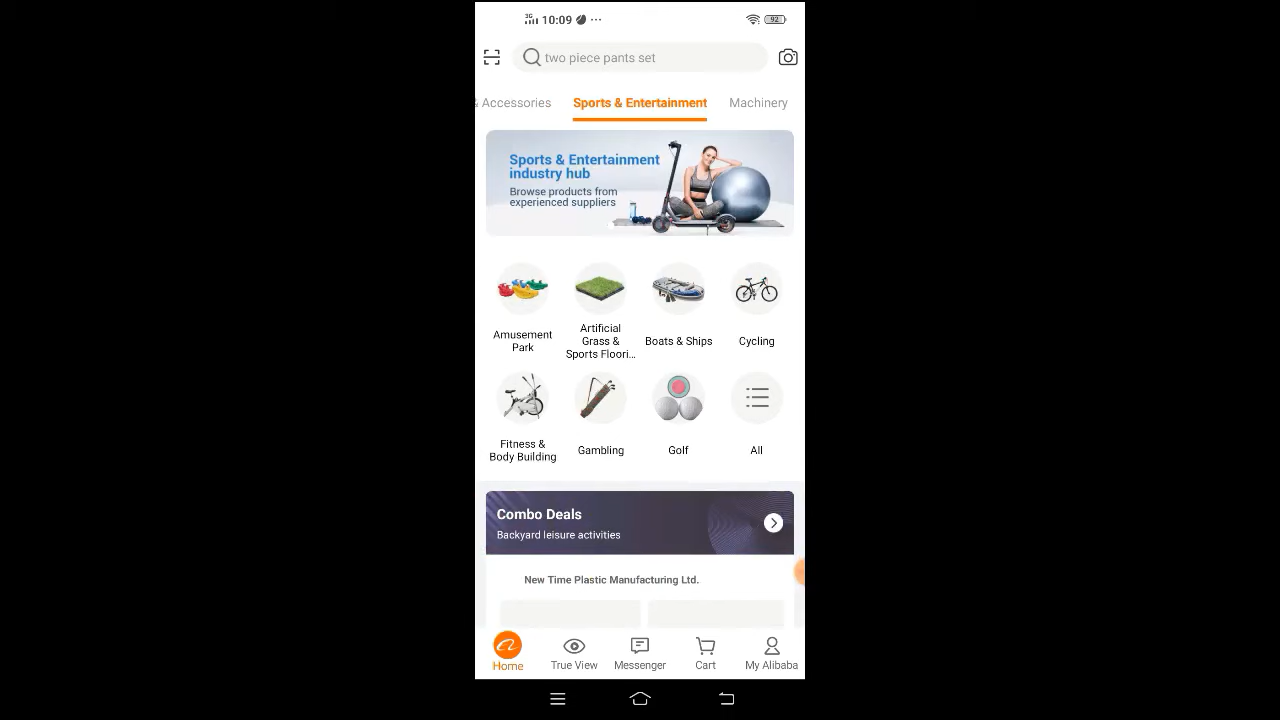 3G 10:09 ... 92
two piece pants set
& Accessories Sports & Entertainment Machinery
Sports & Entertainment
industry hub
Browse products from
experienced suppliers
Amusement
Park
Artificial
Grass &
Sports Floori...
Boats & Ships
Cycling
Fitness &
Body Building
Gambling
Golf
All
Combo Deals
Backyard leisure activities
New Time Plastic Manufacturing Ltd.
Home True View Messenger Cart My Alibaba